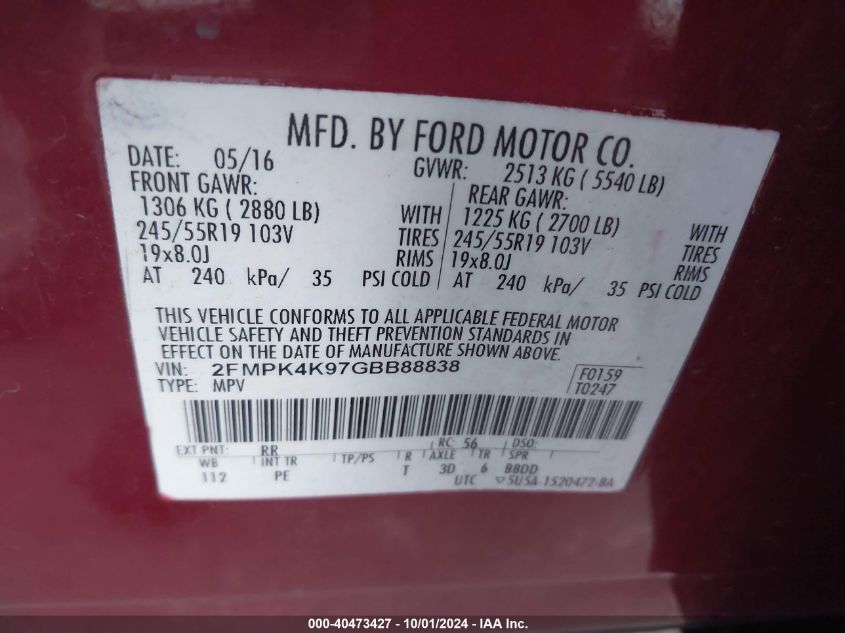 MFD. BY FORD MOTOR CO.
DATE: 05/16 GVWR: 2513 KG ( 5540 LB)
FRONT GAWR: REAR GAWR:
1306 KG ( 2880 LB) WITH 1225 KG ( 2700 LB) WITH
245/55R19 103V TIRES 245/55R19 103V TIRES
19x8.0J RIMS 19x8.0J RIMS
AT 240 kPa/ 35 PSI COLD AT 240 kPa/ 35 PSI COLD
THIS VEHICLE CONFORMS TO ALL APPLICABLE FEDERAL MOTOR
VEHICLE SAFETY AND THEFT PREVENTION STANDARDS IN
EFFECT ON THE DATE OF MANUFACTURE SHOWN ABOVE.
VIN: 2FMPK4K97GBB88838 F0159
TYPE: MPV T0247
EXT PNT: RR RC: 56 DSO:
WB INT TR TP/PS R AXLE TR SPR
112 PE T 3D 6 BBDD
UTC ▽5U5A-1520472-BA
000-40473427 - 10/01/2024 - IAA Inc.